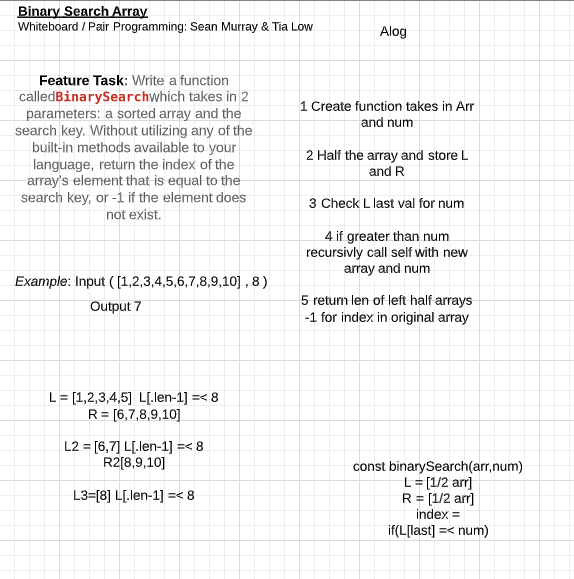 Binary Search Array
Whiteboard / Pair Programming: Sean Murray & Tia Low
Alog
Feature Task: Write a function
calledBinarySearchwhich takes in 2
parameters: a sorted array and the
search key. Without utilizing any of the
built-in methods available to your
language, return the index of the
array's element that is equal to the
search key, or -1 if the element does
not exist.
Example: Input ( [1,2,3,4,5,6,7,8,9,10] , 8 )
Output 7
1 Create function takes in Arr
and num
2 Half the array and store L
and R
3 Check L last val for num
4 if greater than num
recursivly call self with new
array and num
5 return len of left half arrays
-1 for index in original array
L = [1,2,3,4,5] L[.len-1] =< 8
R = [6,7,8,9,10]
L2 = [6,7] L[.len-1] =< 8
R2[8,9,10]
L3=[8] L[.len-1] =< 8
const binarySearch(arr,num)
L = [1/2 arr]
R = [1/2 arr]
index =
if(L[last] =< num)